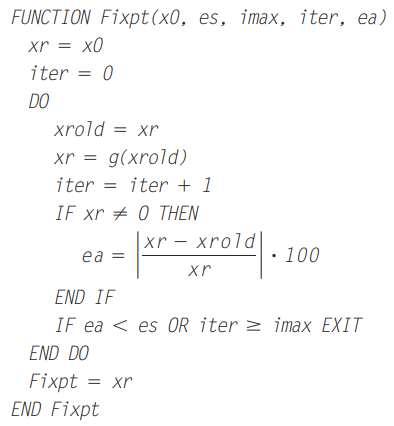 FUNCTION Fixpt(x0, es, imax, iter, ea)
xr = x0
iter = 0
DO
xrold = xr
xr = g(xrold)
iter = iter + 1
IF xr ≠ 0 THEN
ea = |(xr − xrold) / xr| · 100
END IF
IF ea < es OR iter ≥ imax EXIT
END DO
Fixpt = xr
END Fixpt